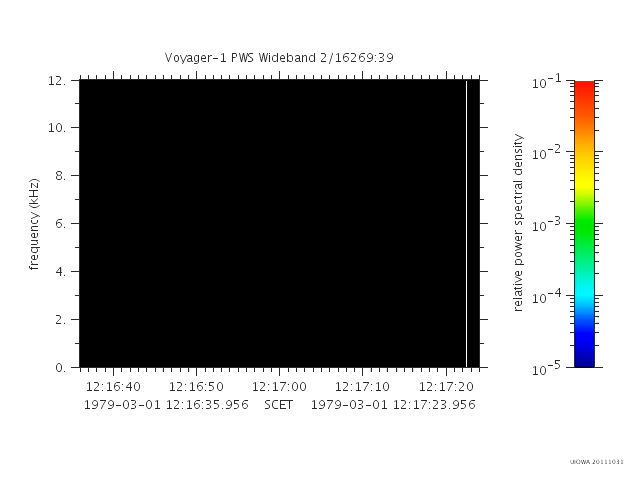 Voyager-1 PWS Wideband 2/16269:39
12.
10.
8.
6.
4.
2.
0.
frequency (kHz)
12:16:40 12:16:50 12:17:00 12:17:10 12:17:20
1979-03-01 12:16:35.956 SCET 1979-03-01 12:17:23.956
relative power spectral density
10−1
10−2
10−3
10−4
10−5
UIOWA 20111031